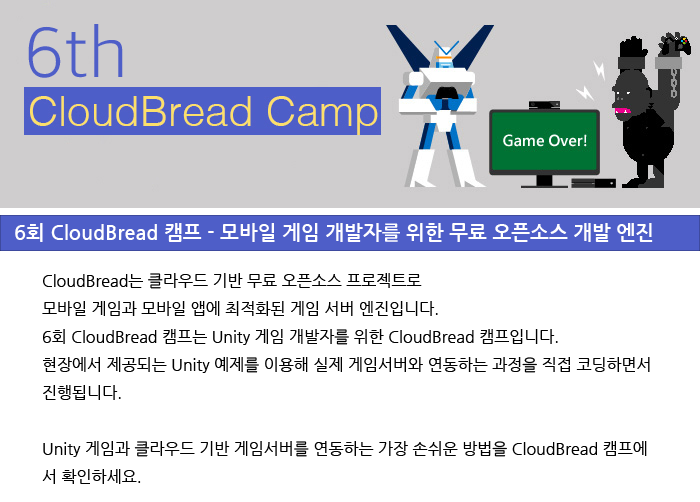 6th
CloudBread Camp
Game Over!
6회 CloudBread 캠프 - 모바일 게임 개발자를 위한 무료 오픈소스 개발 엔진
CloudBread는 클라우드 기반 무료 오픈소스 프로젝트로
모바일 게임과 모바일 앱에 최적화된 게임 서버 엔진입니다.
6회 CloudBread 캠프는 Unity 게임 개발자를 위한 CloudBread 캠프입니다.
현장에서 제공되는 Unity 예제를 이용해 실제 게임서버와 연동하는 과정을 직접 코딩하면서
진행됩니다.
Unity 게임과 클라우드 기반 게임서버를 연동하는 가장 손쉬운 방법을 CloudBread 캠프에
서 확인하세요.